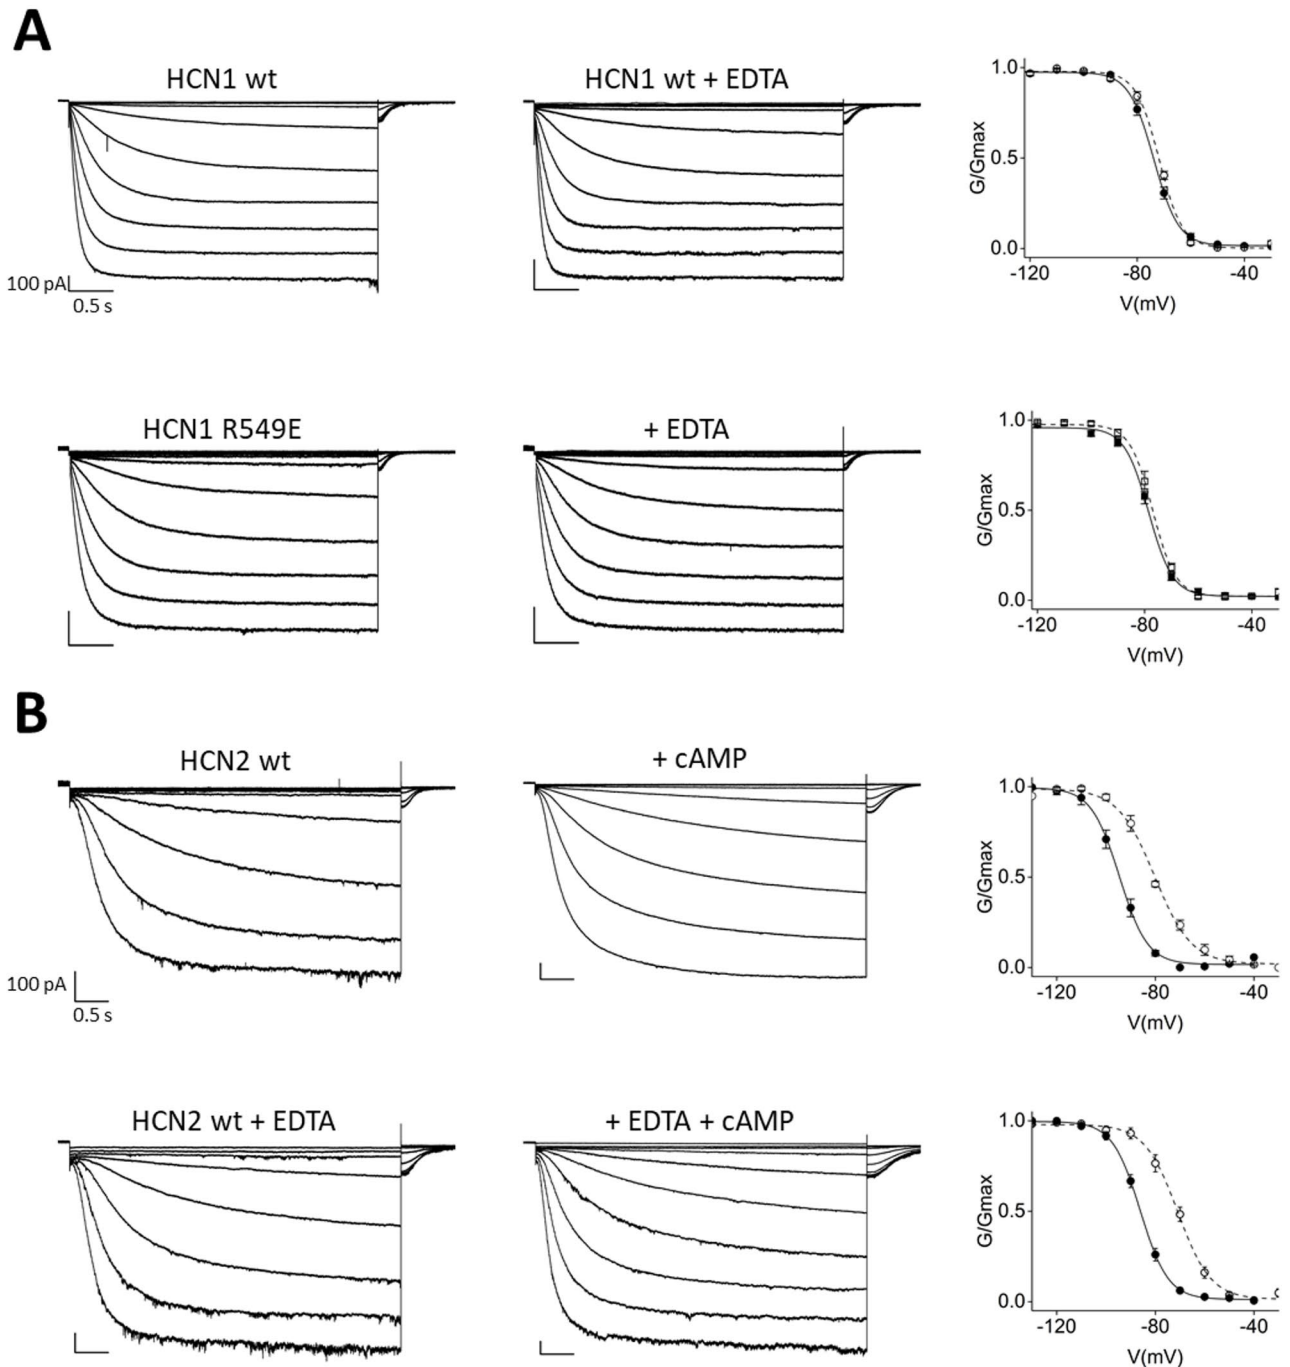 A
HCN1 wt
HCN1 wt + EDTA
100 pA
0.5 s
1.0
0.5
0.0
G/Gmax
-120
-80
-40
V(mV)
HCN1 R549E
+ EDTA
1.0
0.5
0.0
G/Gmax
-120
-80
-40
V(mV)
B
HCN2 wt
+ cAMP
100 pA
0.5 s
1.0
0.5
0.0
G/Gmax
-120
-80
-40
V(mV)
HCN2 wt + EDTA
+ EDTA + cAMP
1.0
0.5
0.0
G/Gmax
-120
-80
-40
V(mV)